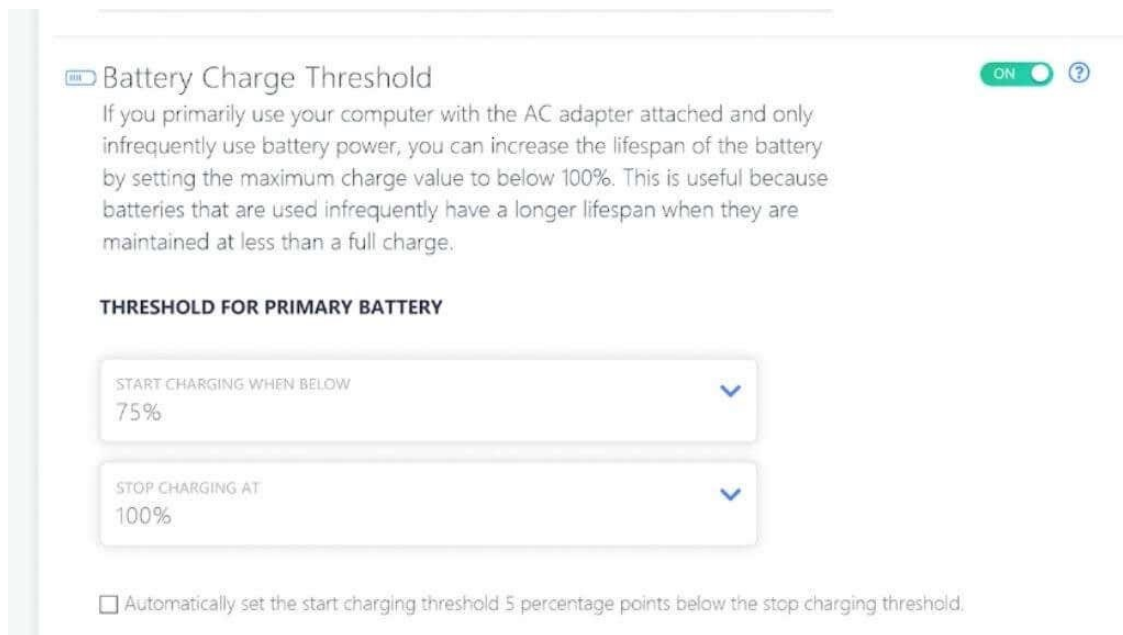 Battery Charge Threshold
ON
?
If you primarily use your computer with the AC adapter attached and only
infrequently use battery power, you can increase the lifespan of the battery
by setting the maximum charge value to below 100%. This is useful because
batteries that are used infrequently have a longer lifespan when they are
maintained at less than a full charge.
THRESHOLD FOR PRIMARY BATTERY
START CHARGING WHEN BELOW
75%
STOP CHARGING AT
100%
Automatically set the start charging threshold 5 percentage points below the stop charging threshold.